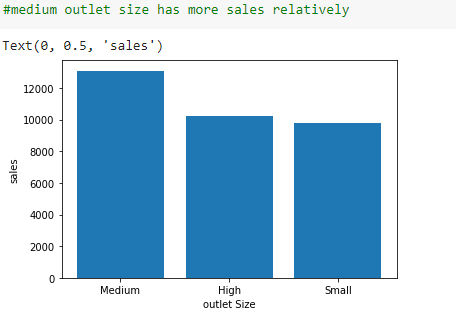 #medium outlet size has more sales relatively
Text(0, 0.5, 'sales')
12000
10000
8000
6000
4000
2000
0
sales
Medium High Small
outlet Size